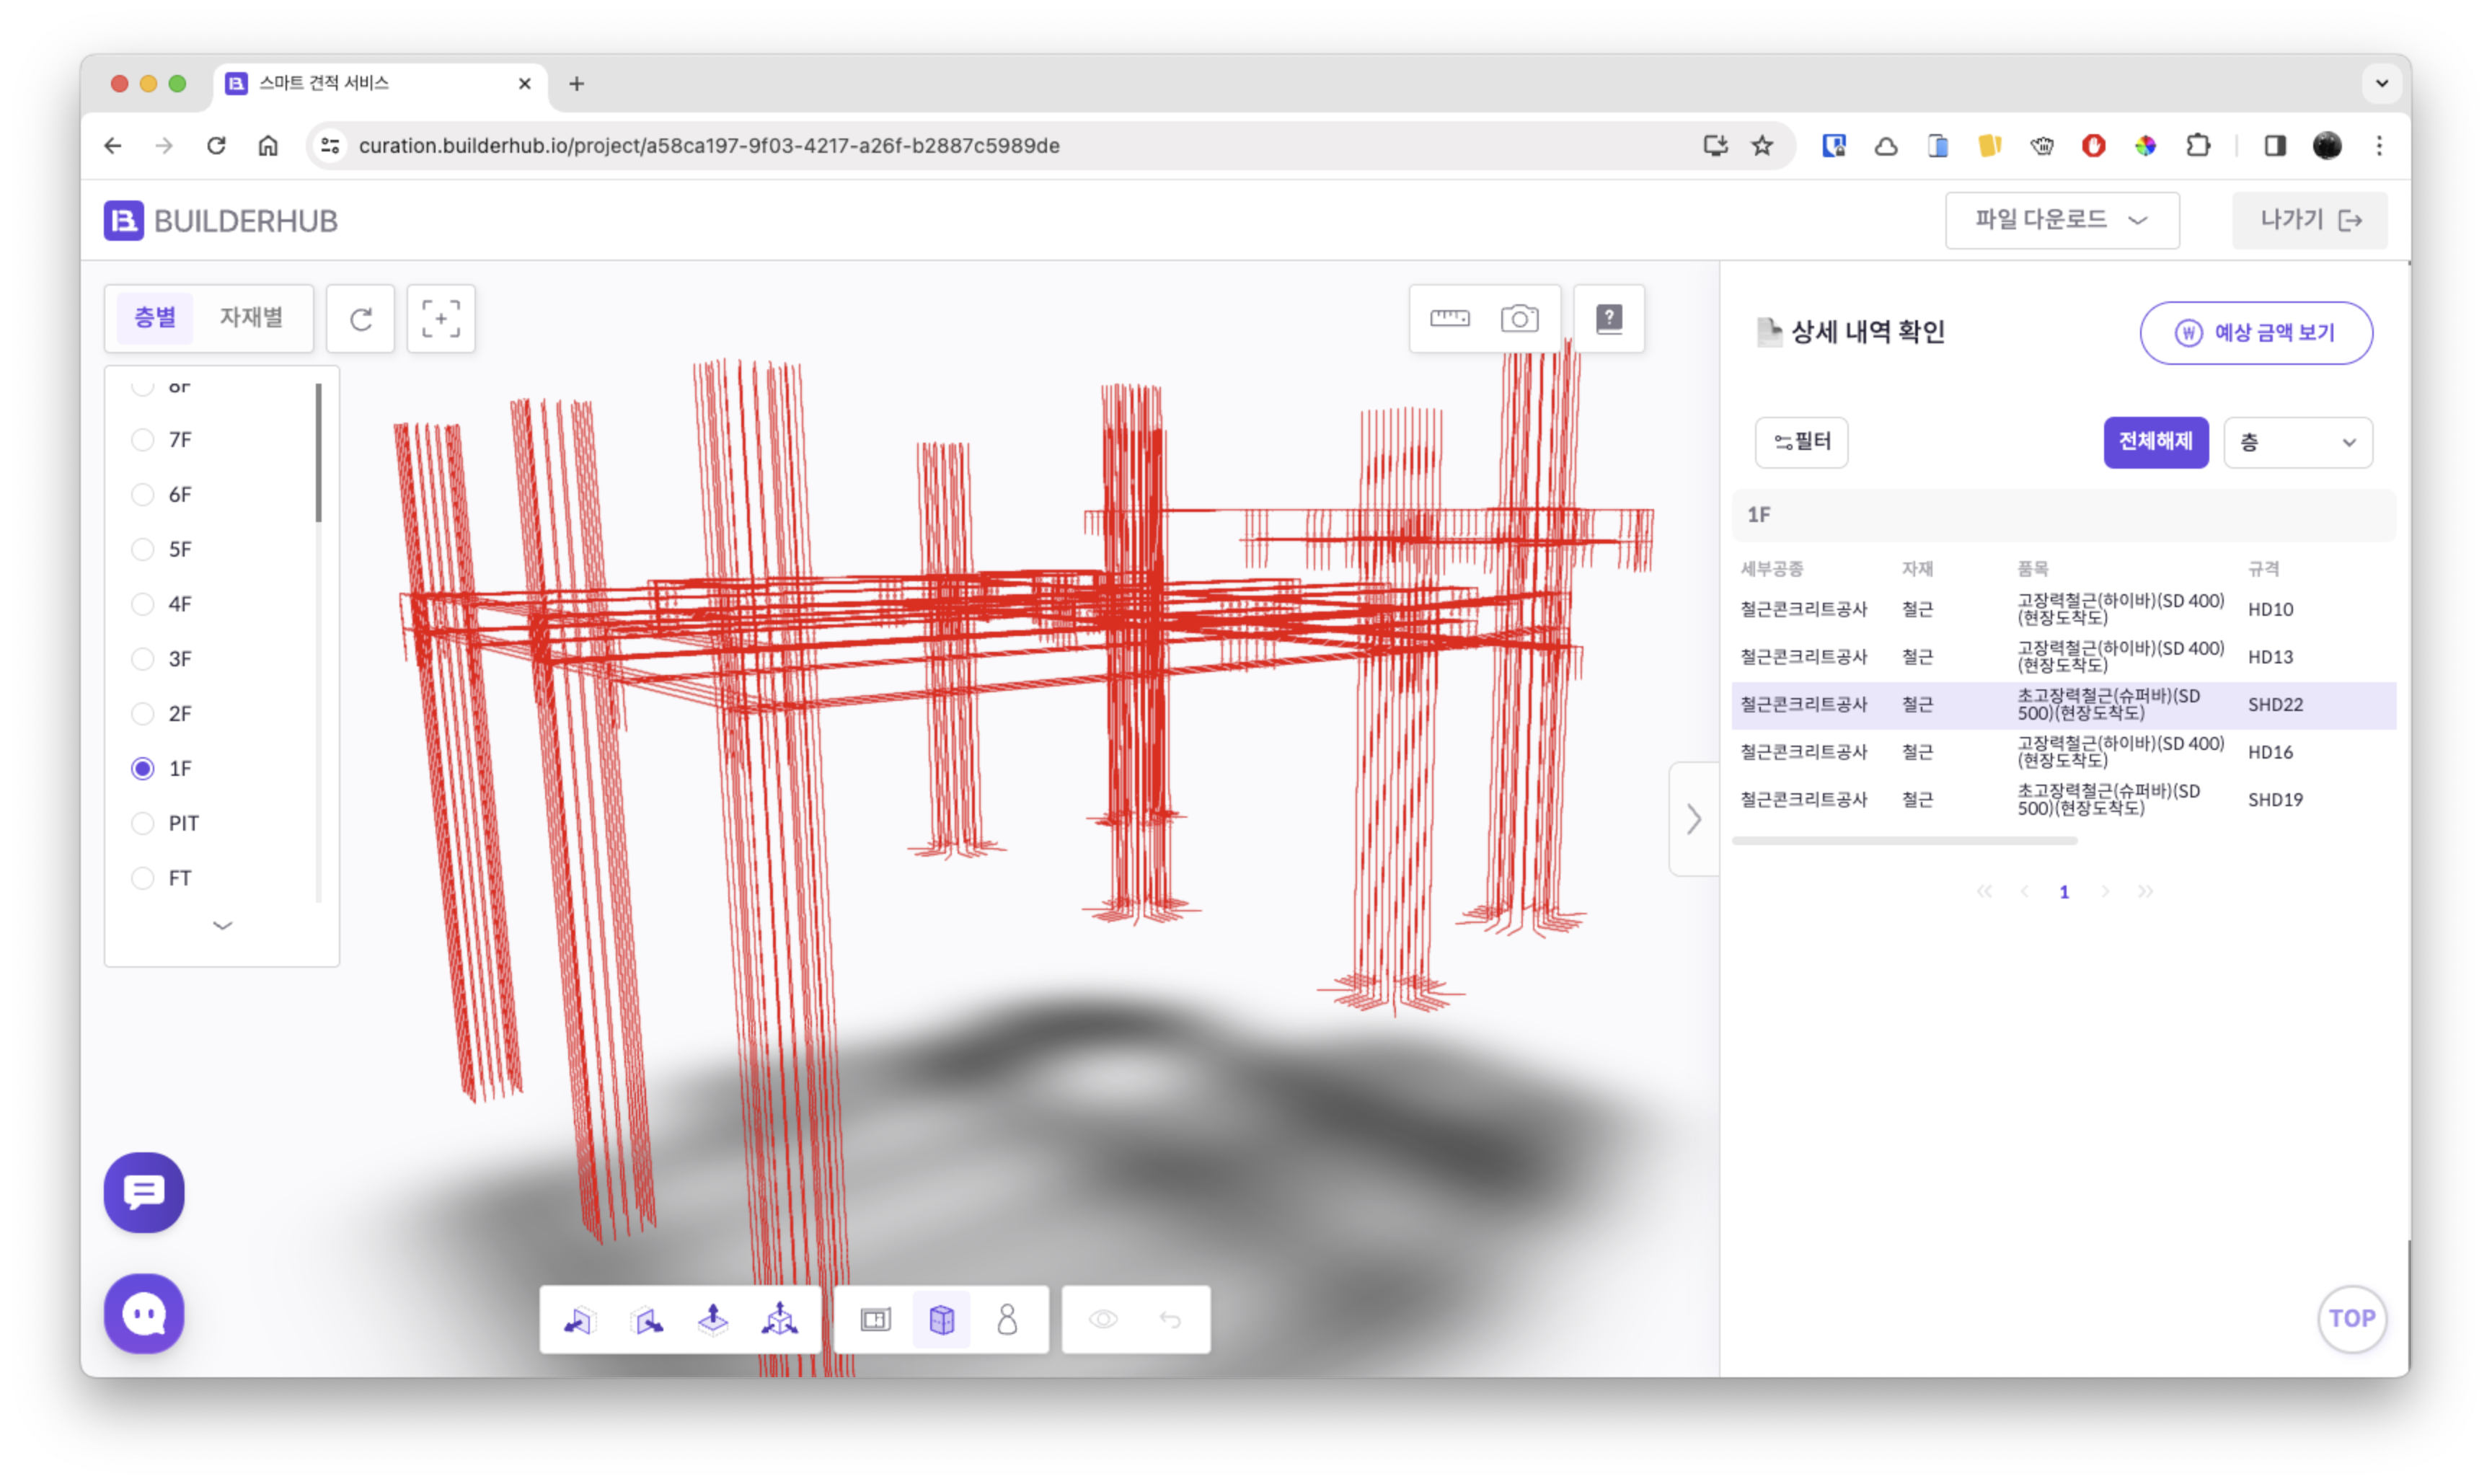 스마트 견적 서비스
curation.builderhub.io/project/a58ca197-9f03-4217-a26f-b2887c5989de
BUILDERHUB
파일 다운로드
나가기
층별 자재별
8F
7F
6F
5F
4F
3F
2F
1F
PIT
FT
상세 내역 확인
예상 금액 보기
필터
전체해제
층
1F
세부공종 자재 품목 규격
철근콘크리트공사 철근 고장력철근(하이바)(SD 400) HD10
(현장도착도)
철근콘크리트공사 철근 고장력철근(하이바)(SD 400) HD13
(현장도착도)
철근콘크리트공사 철근 초고장력철근(슈퍼바)(SD SHD22
500)(현장도착도)
철근콘크리트공사 철근 고장력철근(하이바)(SD 400) HD16
(현장도착도)
철근콘크리트공사 철근 초고장력철근(슈퍼바)(SD SHD19
500)(현장도착도)
1
TOP